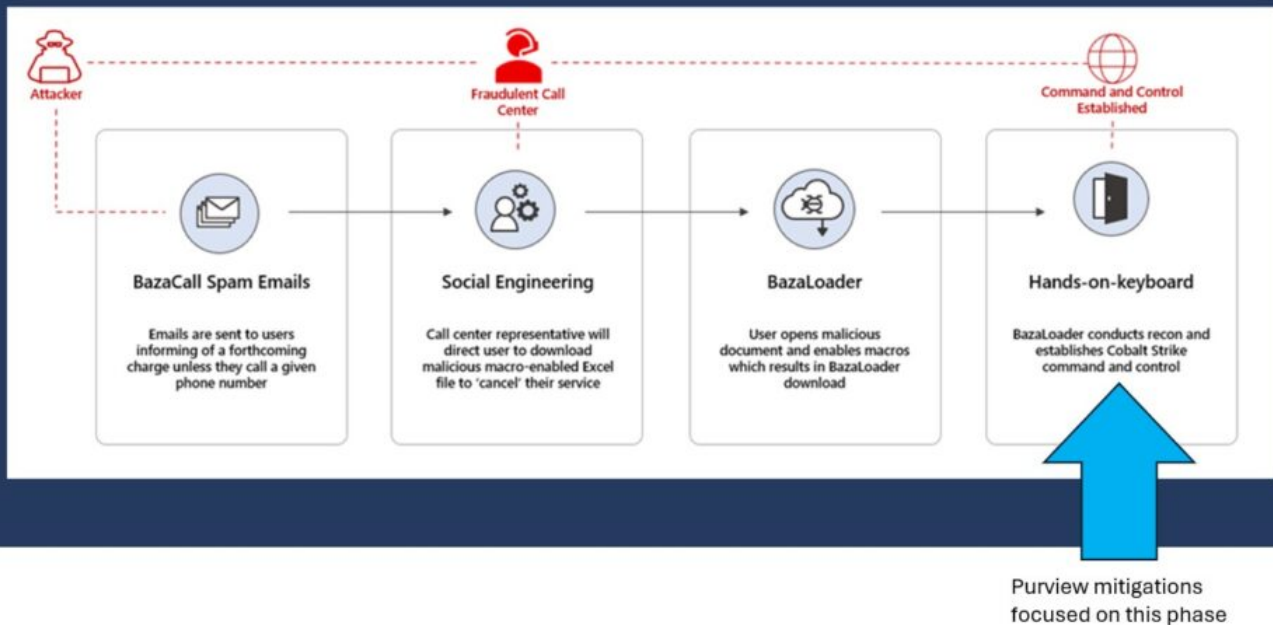 Attacker
Fraudulent Call
Center
Command and Control
Established
BazaCall Spam Emails
Emails are sent to users
informing of a forthcoming
charge unless they call a given
phone number
Social Engineering
Call center representative will
direct user to download
malicious macro-enabled Excel
file to 'cancel' their service
BazaLoader
User opens malicious
document and enables macros
which results in BazaLoader
download
Hands-on-keyboard
BazaLoader conducts recon and
establishes Cobalt Strike
command and control
Purview mitigations
focused on this phase